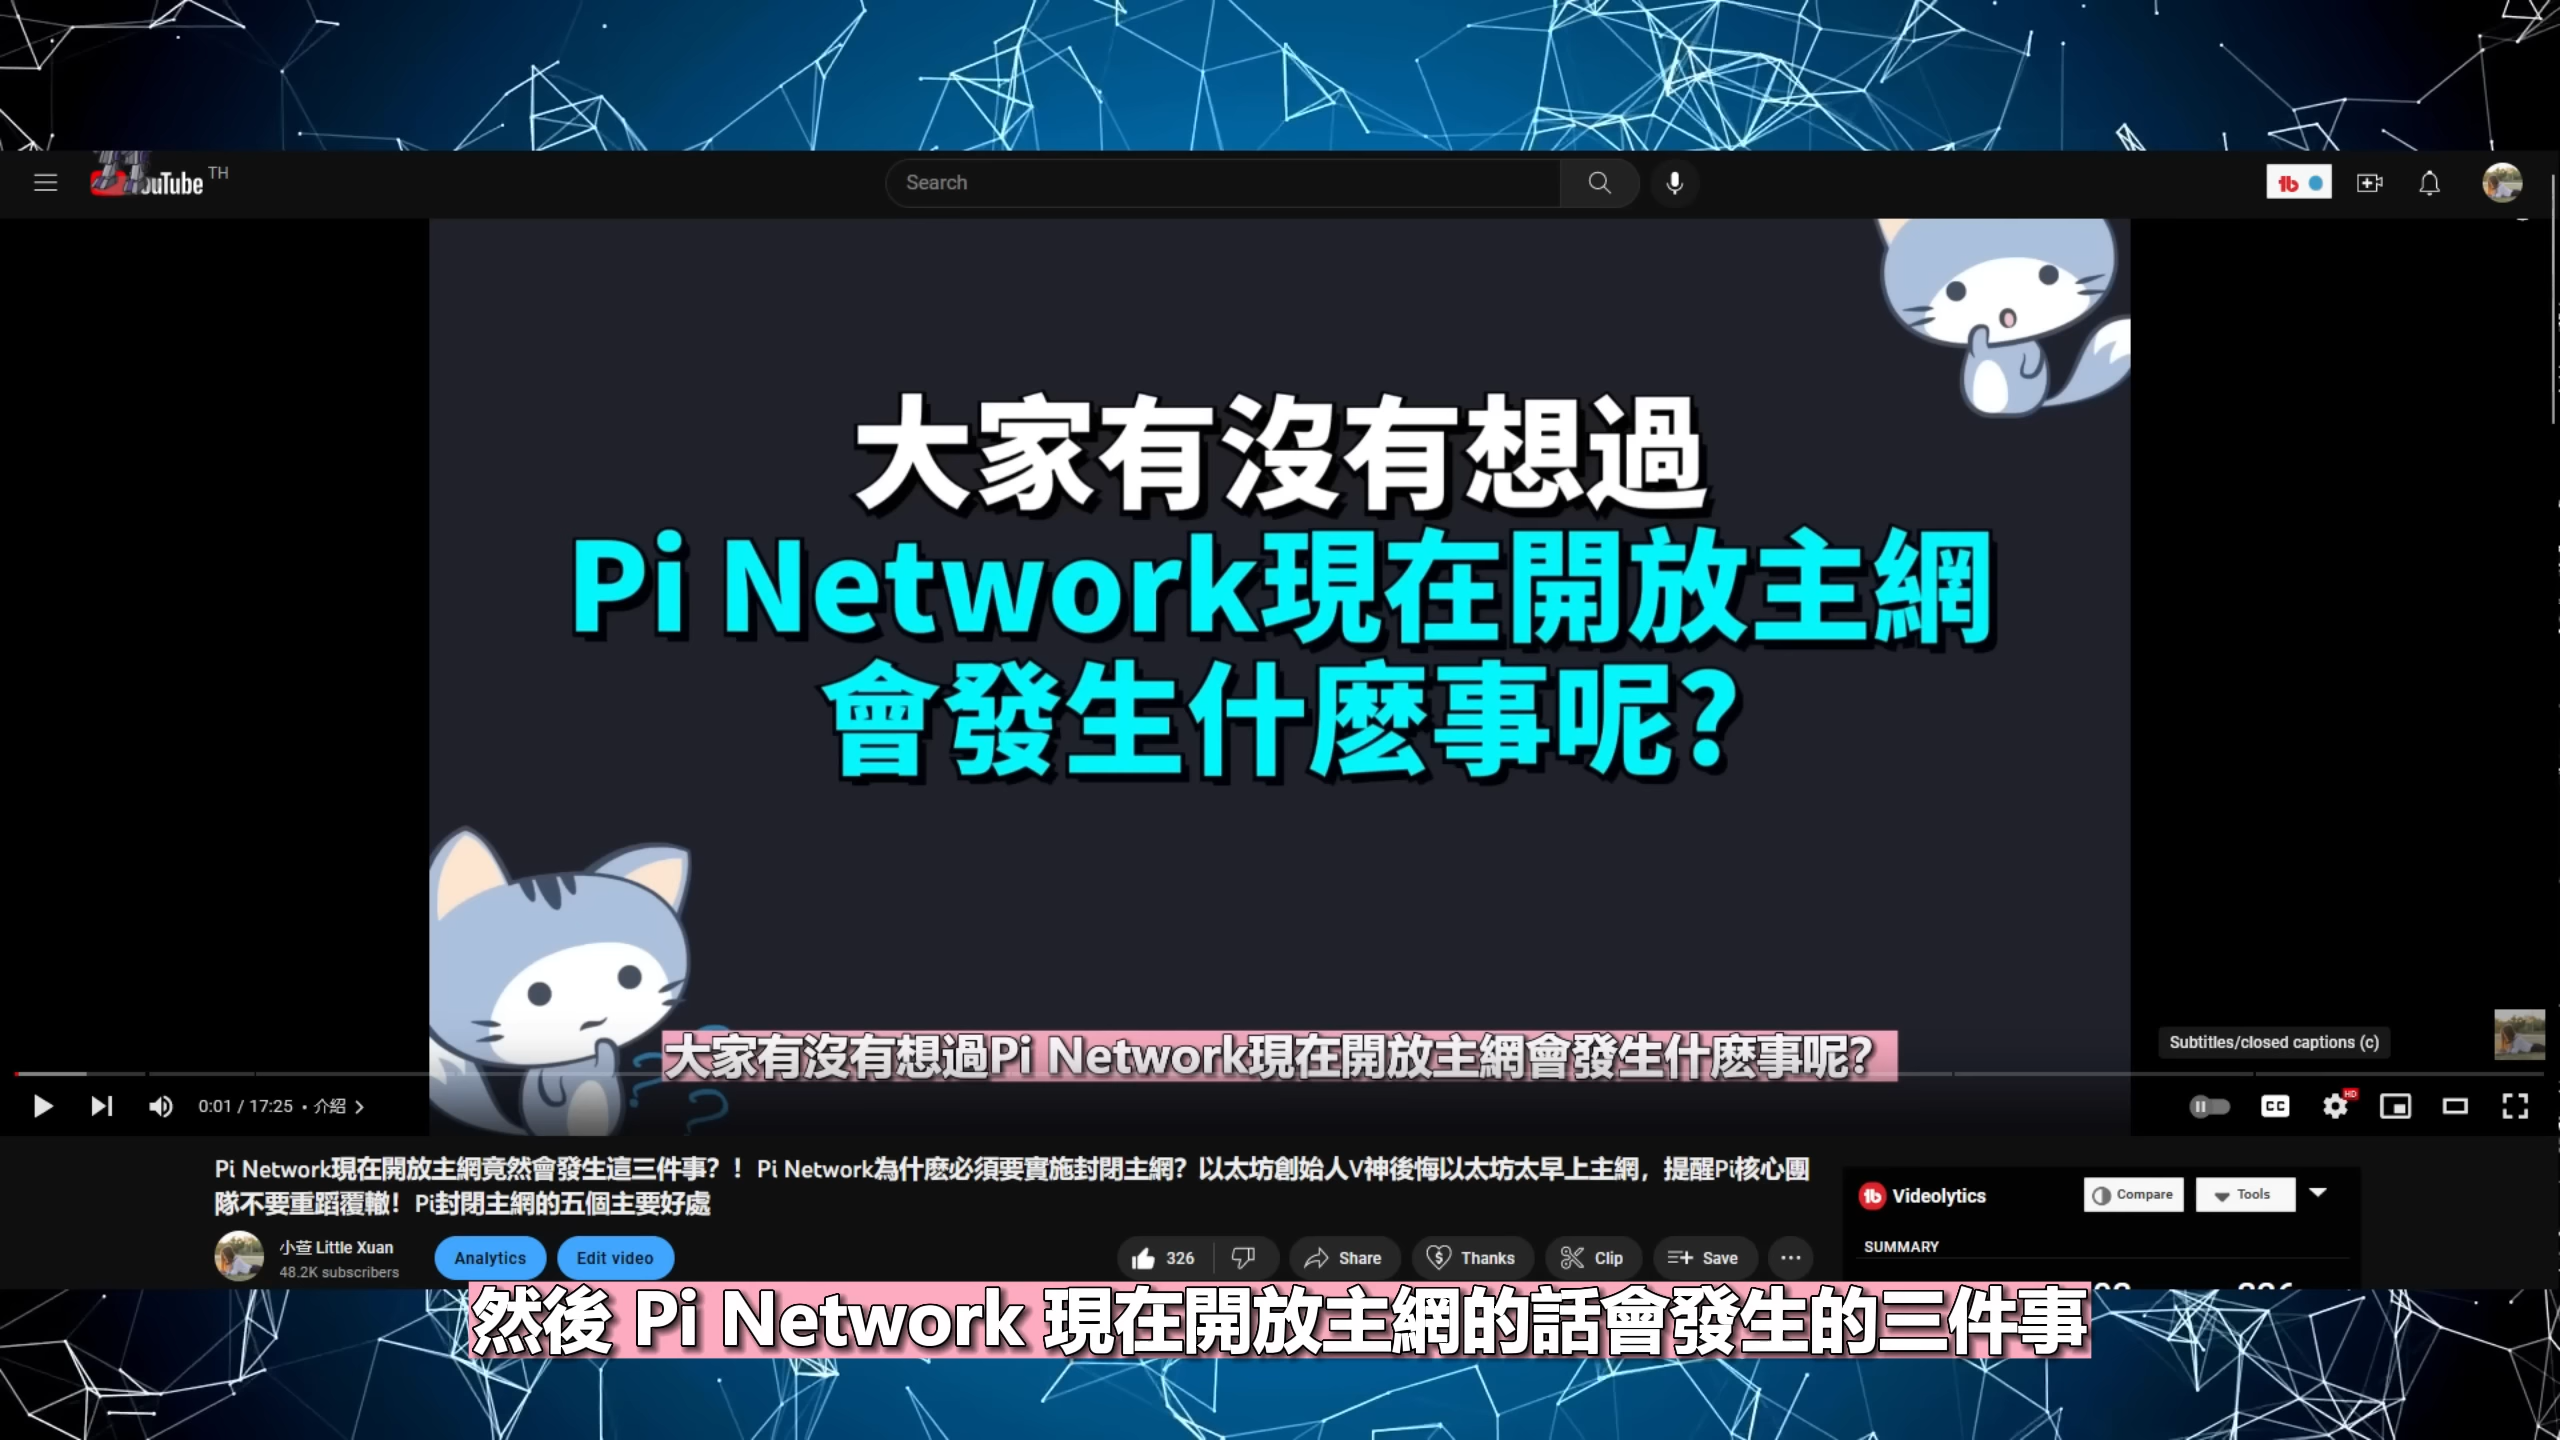 YouTube TH
Search
大家有沒有想過
Pi Network現在開放主網
會發生什麼事呢?
大家有沒有想過Pi Network現在開放主網會發生什麼事呢?
Subtitles/closed captions (c)
0:01 / 17:25 • 介紹
CC
HD
Pi Network現在開放主網竟然會發生這三件事？！Pi Network為什麼必須要實施封閉主網？以太坊創始人V神後悔以太坊太早上主網，提醒Pi核心團
隊不要重蹈覆轍！Pi封閉主網的五個主要好處
小萱 Little Xuan
48.2K subscribers
Analytics
Edit video
326
Share
Thanks
Clip
Save
Videolytics
Compare
Tools
SUMMARY
然後 Pi Network 現在開放主網的話會發生的三件事